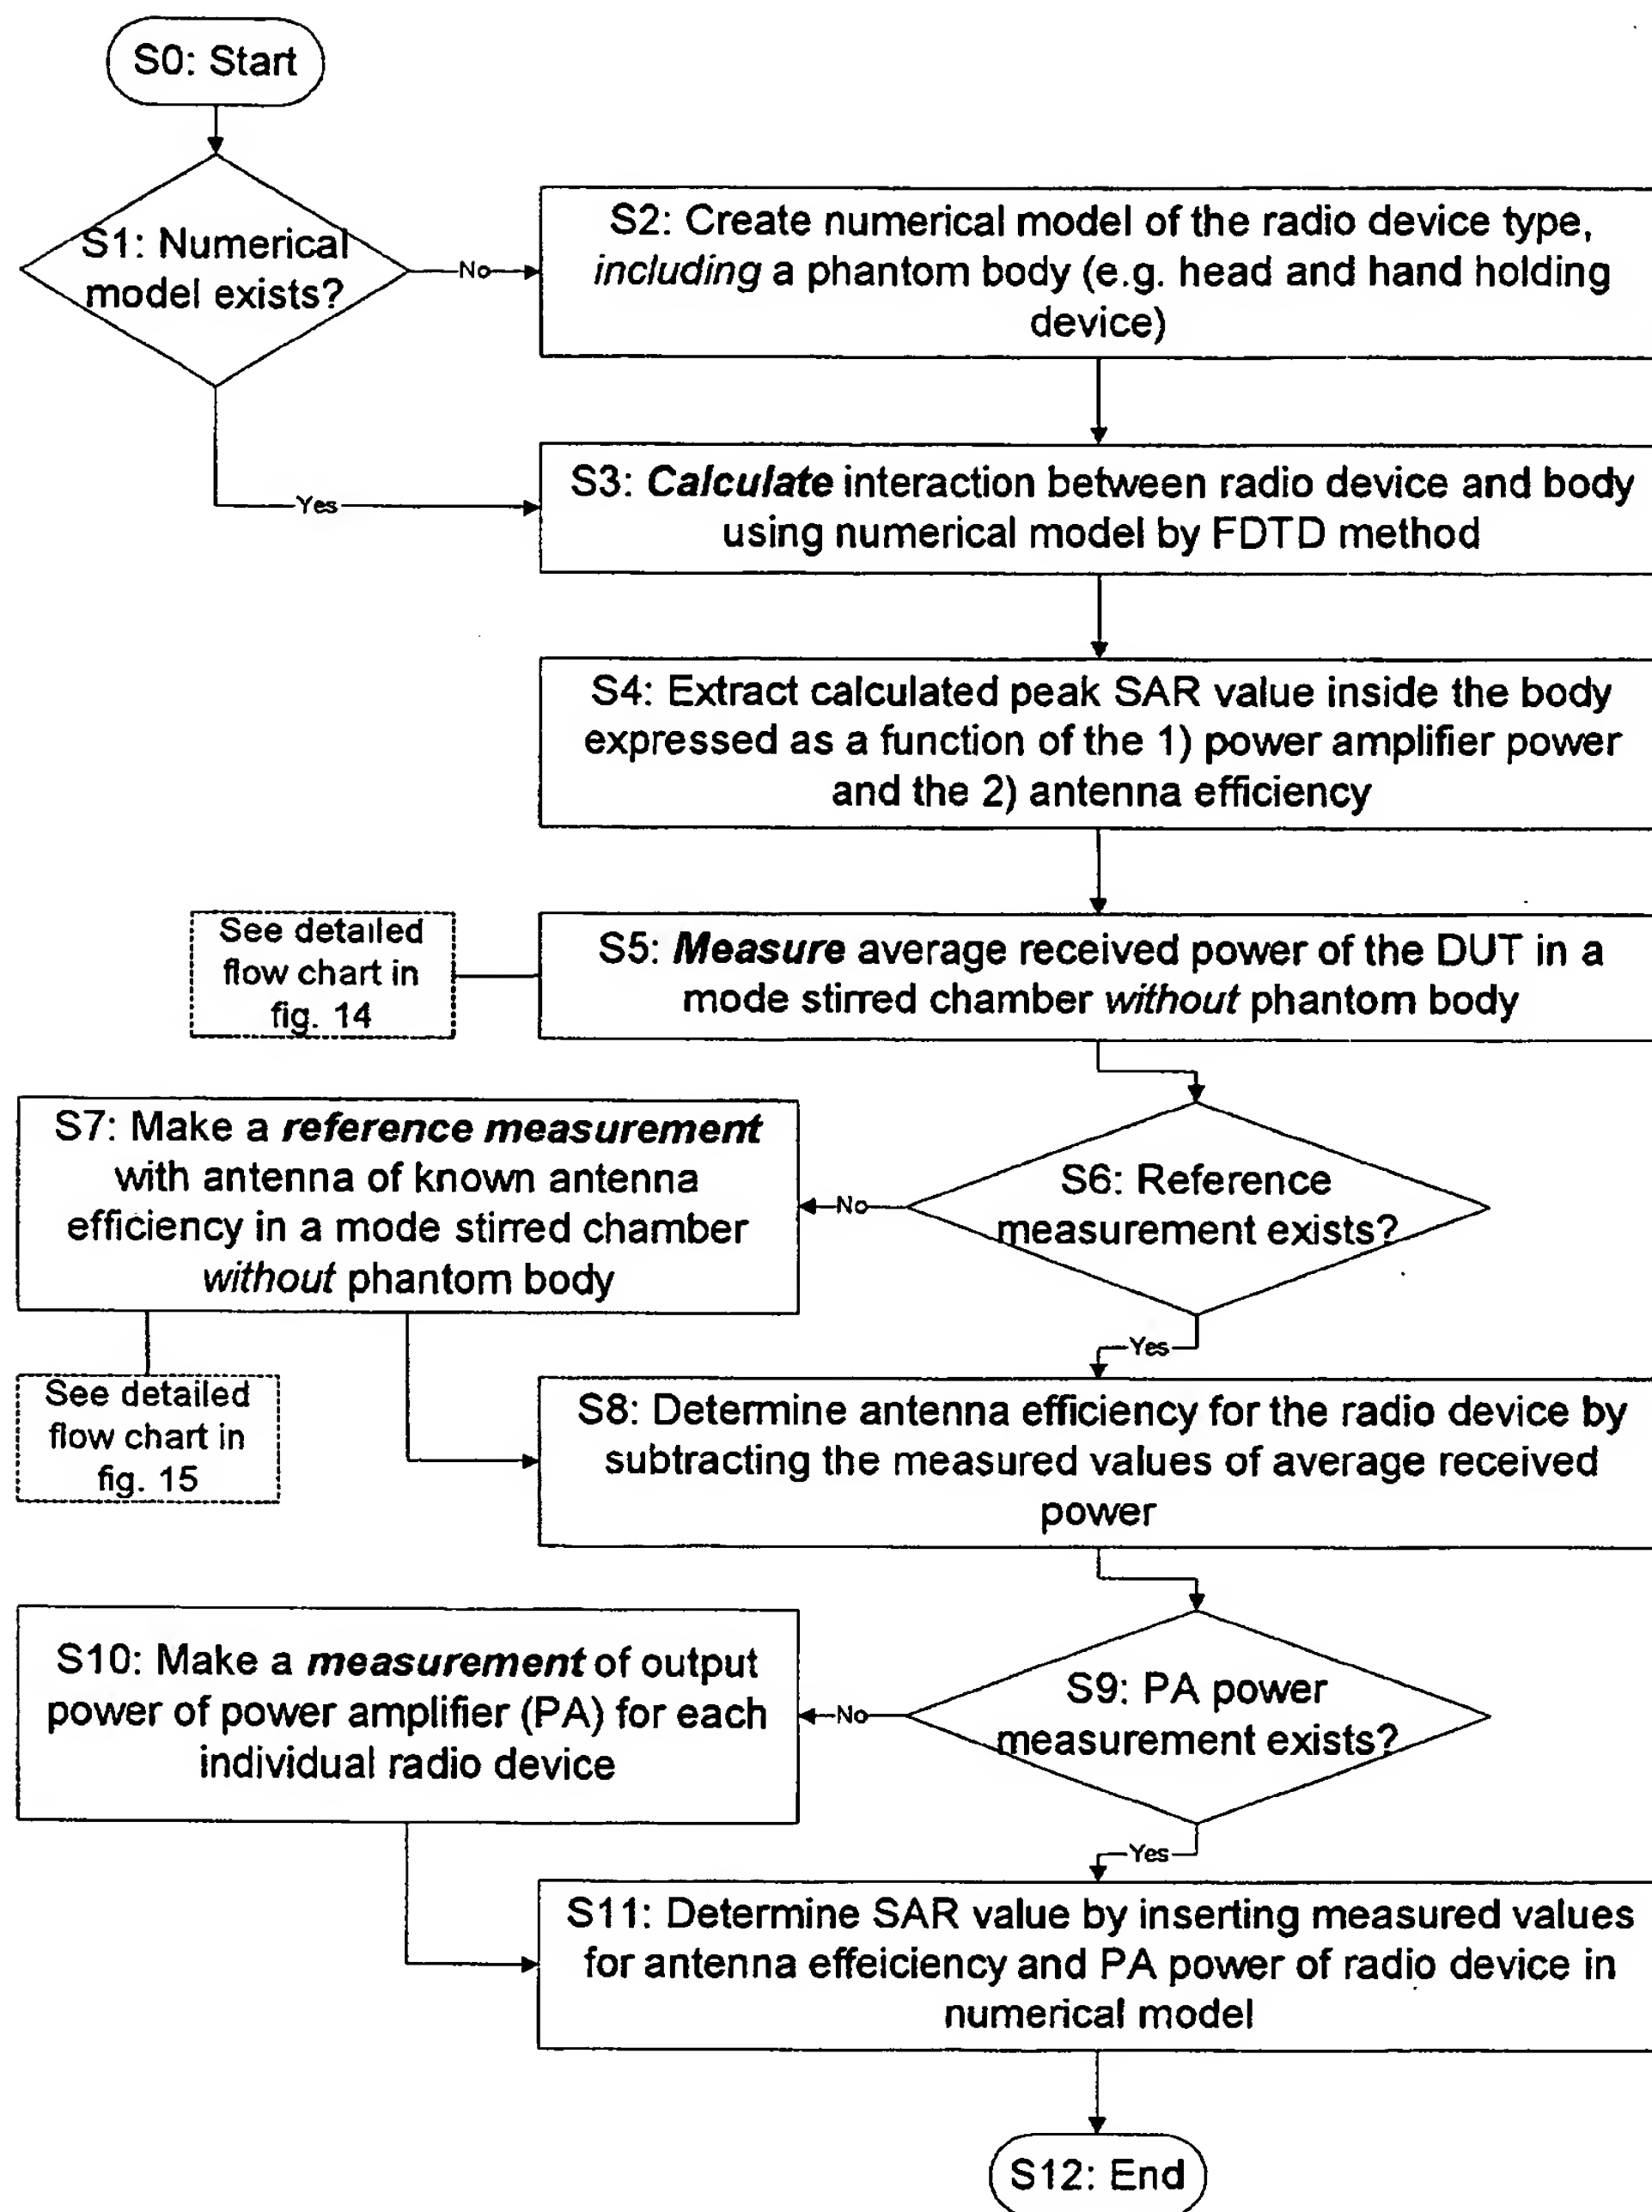 S0: Start
S1: Numerical
model exists?
No
S2: Create numerical model of the radio device type,
including a phantom body (e.g. head and hand holding
device)
Yes
S3: Calculate interaction between radio device and body
using numerical model by FDTD method
S4: Extract calculated peak SAR value inside the body
expressed as a function of the 1) power amplifier power
and the 2) antenna efficiency
See detailed
flow chart in
fig. 14
S5: Measure average received power of the DUT in a
mode stirred chamber without phantom body
S6: Reference
measurement exists?
No
S7: Make a reference measurement
with antenna of known antenna
efficiency in a mode stirred chamber
without phantom body
Yes
See detailed
flow chart in
fig. 15
S8: Determine antenna efficiency for the radio device by
subtracting the measured values of average received
power
S9: PA power
measurement exists?
No
S10: Make a measurement of output
power of power amplifier (PA) for each
individual radio device
Yes
S11: Determine SAR value by inserting measured values
for antenna effeiciency and PA power of radio device in
numerical model
S12: End